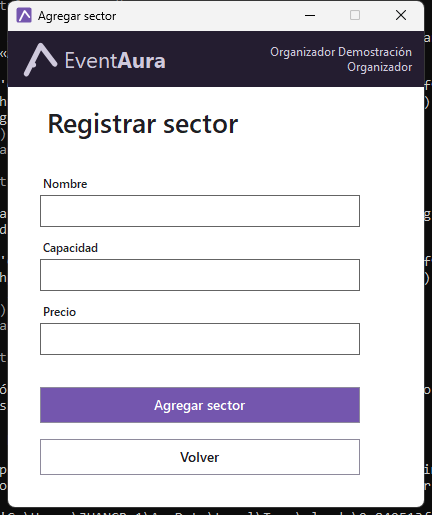 Agregar sector
EventAura
Organizador Demostración
Organizador
Registrar sector
Nombre
Capacidad
Precio
Agregar sector
Volver